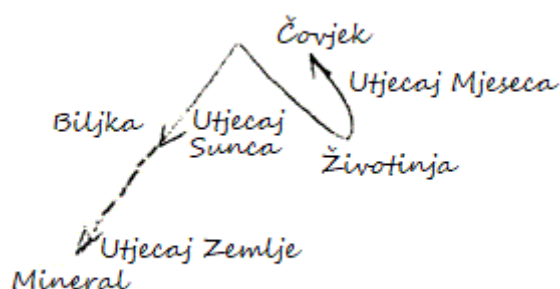 Čovjek
Utjecaj Mjeseca
Biljka
Utjecaj
Sunca
Životinja
Utjecaj Zemlje
Mineral